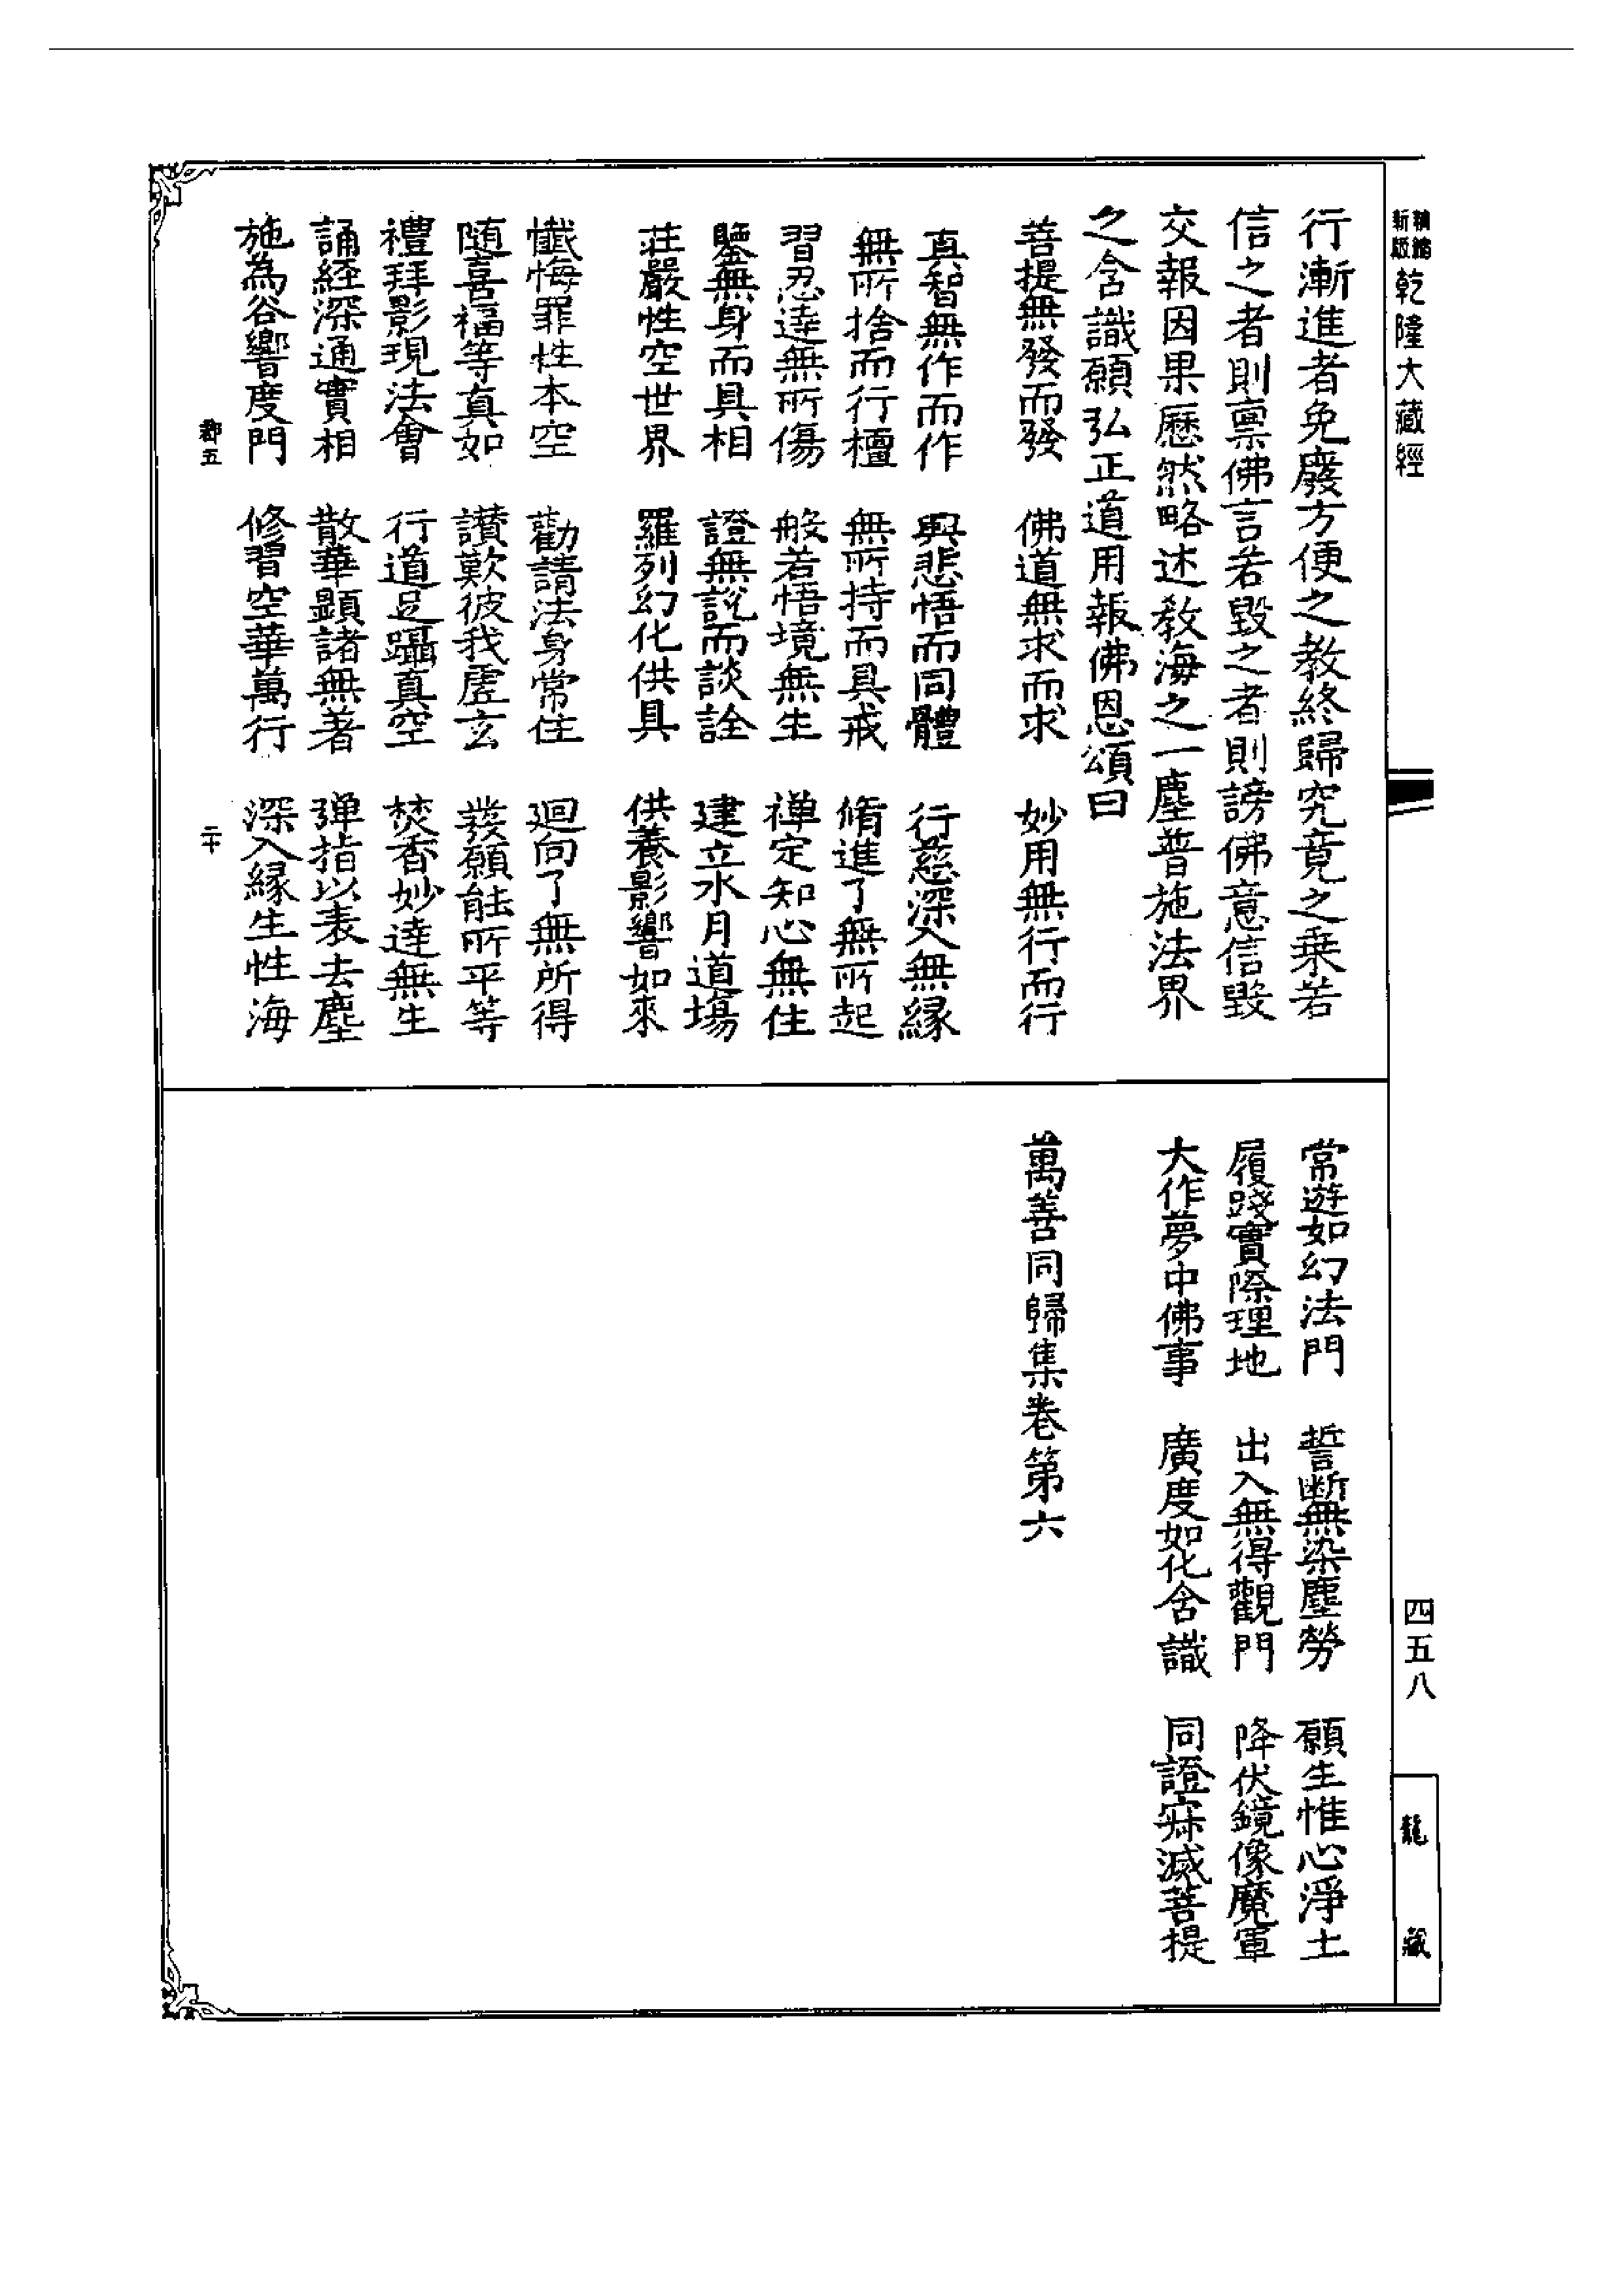 精縮新版乾隆大藏經
行漸進者免廢方便之教終歸究竟之乘若
信之者則禀佛言若毀之者則謗佛意信毀
交報因果歷然略述教海之一塵普施法界
之含識願弘正道用報佛恩頌曰
菩提無發而發 佛道無求而求 妙用無行而行
真智無作而作 興悲悟而同體 行慈深入無緣
無所捨而行檀 無所持而具戒 脩進了無所起
習忍達無所傷 般若悟境無生 禪定知心無住
鑒無身而具相 證無說而談詮 建立水月道場
莊嚴性空世界 羅列幻化供具 供養影響如來
懺悔罪性本空 勸請法身常住 迴向了無所得
随喜福等真如 讚歎彼我虛玄 發願能所平等
禮拜影現法會 行道足躡真空 焚香妙達無生
誦經深通實相 散華顯諸無著 彈指以表去塵
施為谷響度門 修習空華萬行 深入緣生性海
郡五 二十
常遊如幻法門 誓斷無染塵勞 願生惟心淨土
履踐實際理地 出入無得觀門 降伏鏡像魔軍
大作夢中佛事 廣度如化含識 同證寂滅菩提
萬善同歸集卷第六
四五八
龍藏